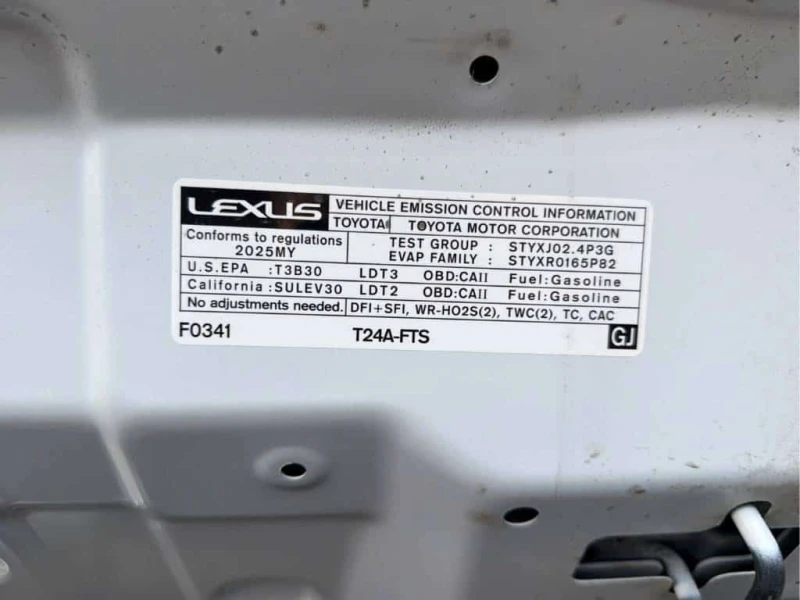 LEXUS
VEHICLE EMISSION CONTROL INFORMATION
TOYOTA TOYOTA MOTOR CORPORATION
Conforms to regulations
2025MY
TEST GROUP : STYXJ02.4P3G
EVAP FAMILY : STYXR0165P82
U.S.EPA :T3B30 LDT3 OBD:CAII Fuel:Gasoline
California :SULEV30 LDT2 OBD:CAII Fuel:Gasoline
No adjustments needed. DFI+SFI, WR-HO2S(2), TWC(2), TC, CAC
F0341 T24A-FTS GJ